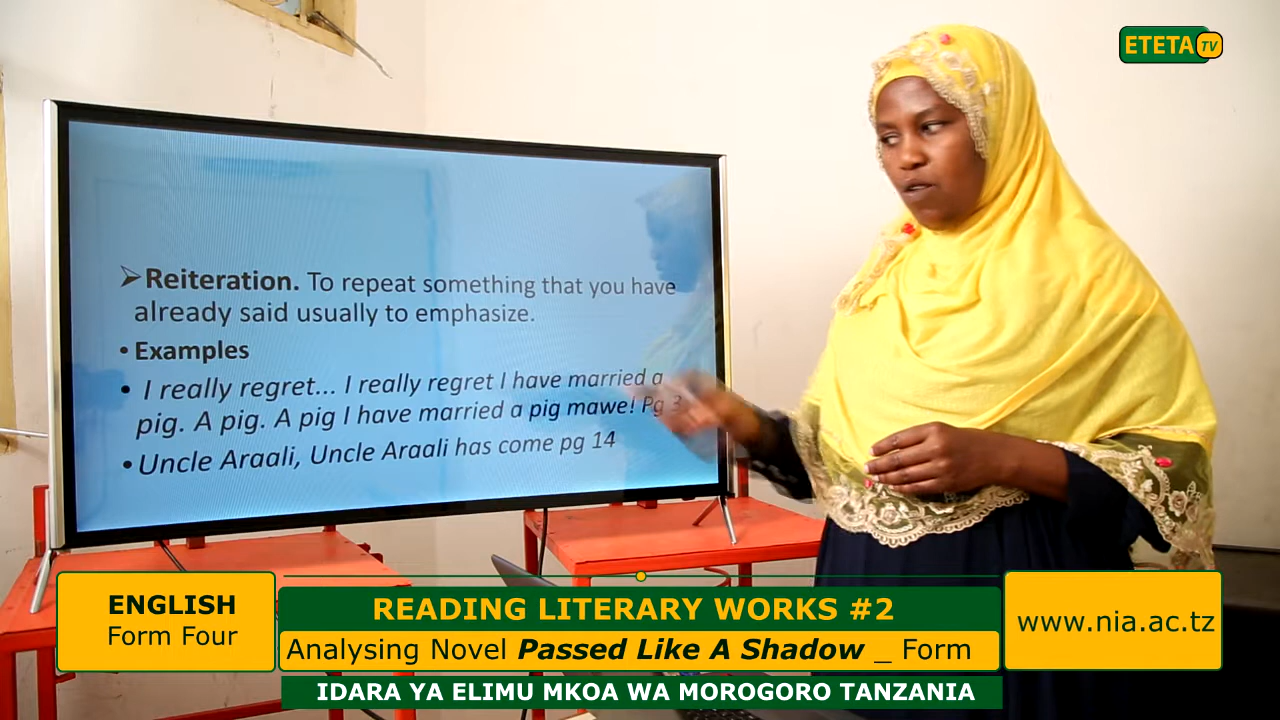 ETETA TV
➢Reiteration. To repeat something that you have
already said usually to emphasize.
• Examples
• I really regret... I really regret I have married a
pig. A pig. A pig I have married a pig mawe! Pg 3
• Uncle Araali, Uncle Araali has come pg 14
ENGLISH
Form Four
READING LITERARY WORKS #2
Analysing Novel Passed Like A Shadow _ Form
www.nia.ac.tz
IDARA YA ELIMU MKOA WA MOROGORO TANZANIA